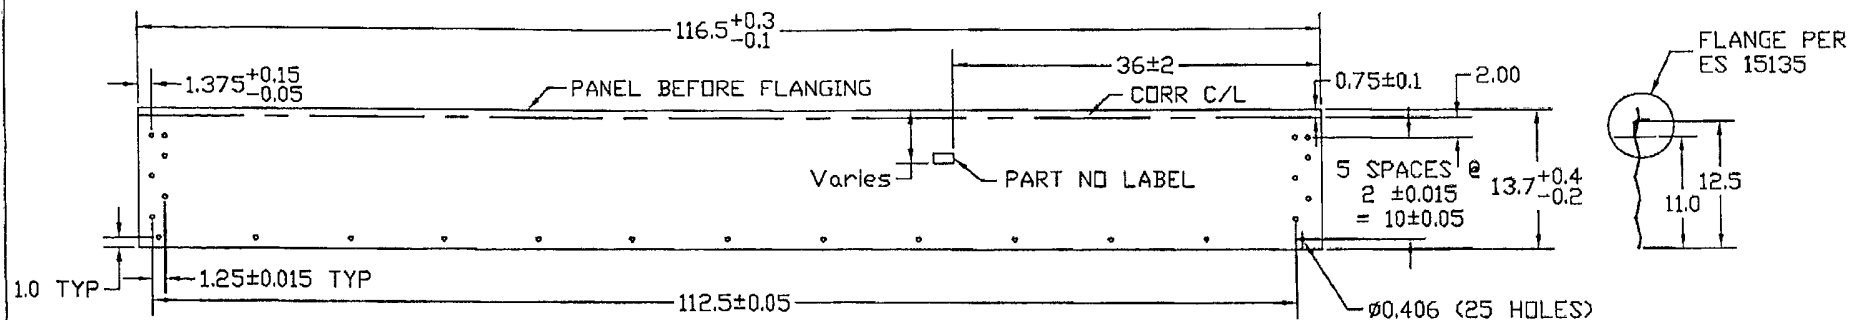 116.5+0.3
-0.1
FLANGE PER
ES 15135
36±2
1.375+0.15
-0.05
PANEL BEFORE FLANGING
CORR C/L
0.75±0.1
2.00
Varies
PART NO LABEL
5 SPACES @
2 ±0.015
= 10±0.05
13.7+0.4
-0.2
11.0
12.5
1.0 TYP
1.25±0.015 TYP
112.5±0.05
ø0.406 (25 HOLES)